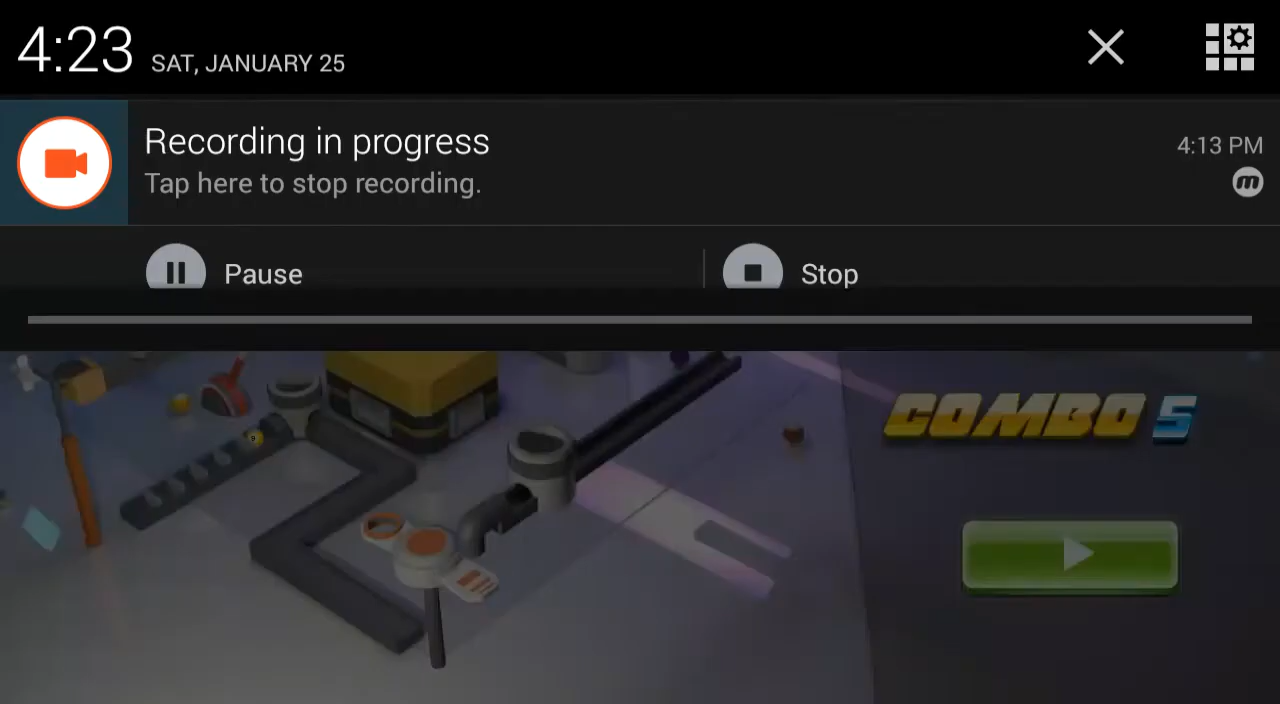 4:23 SAT, JANUARY 25
Recording in progress
4:13 PM
Tap here to stop recording.
m
Pause
Stop
COMBO 5
9